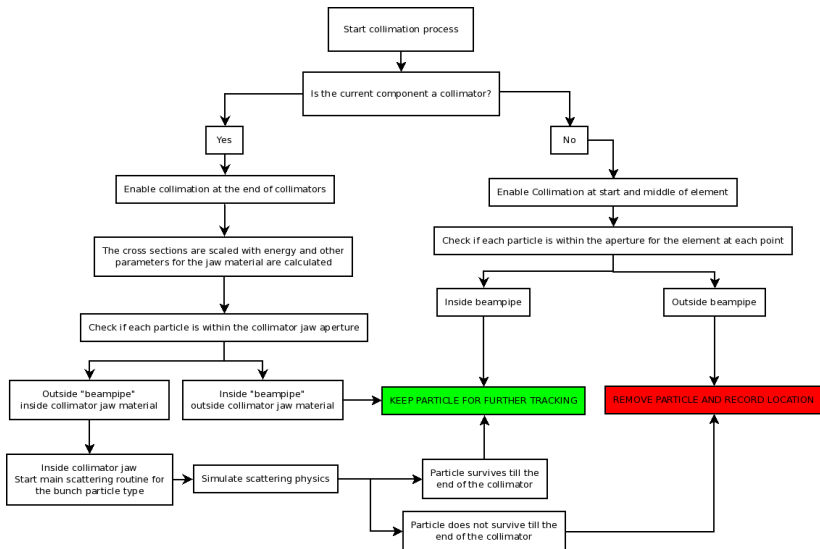 Start collimation process
Is the current component a collimator?
Yes
No
Enable collimation at the end of collimators
Enable Collimation at start and middle of element
The cross sections are scaled with energy and other
parameters for the jaw material are calculated
Check if each particle is within the aperture for the element at each point
Inside beampipe
Outside beampipe
Check if each particle is within the collimator jaw aperture
Outside "beampipe"
inside collimator jaw material
Inside "beampipe"
outside collimator jaw material
KEEP PARTICLE FOR FURTHER TRACKING
REMOVE PARTICLE AND RECORD LOCATION
Inside collimator jaw
Start main scattering routine for
the bunch particle type
Simulate scattering physics
Particle survives till the
end of the collimator
Particle does not survive till the
end of the collimator